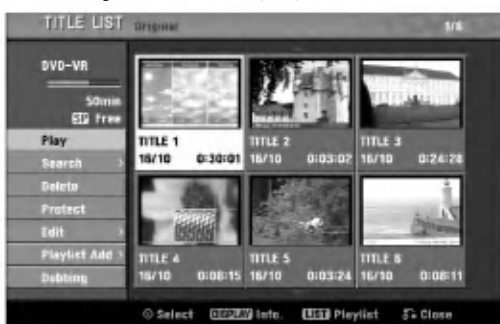 TITLE LIST Original 1/6
DVD-VR
50min
SP Free
Play
Search >
Delete
Protect
Edit >
Playlist Add >
Dubbing
TITLE 1
16/10 0:30:01
TITLE 2
16/10 0:03:02
TITLE 3
16/10 0:24:28
TITLE 4
16/10 0:08:15
TITLE 5
16/10 0:03:24
TITLE 6
16/10 0:08:11
Select DISPLAY Info. LIST Playlist Close